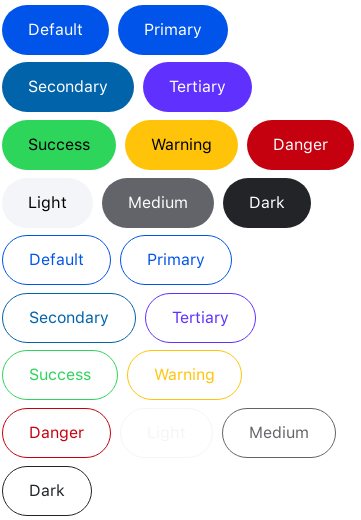 Default Primary
Secondary Tertiary
Success Warning Danger
Light Medium Dark
Default Primary
Secondary Tertiary
Success Warning
Danger Light Medium
Dark